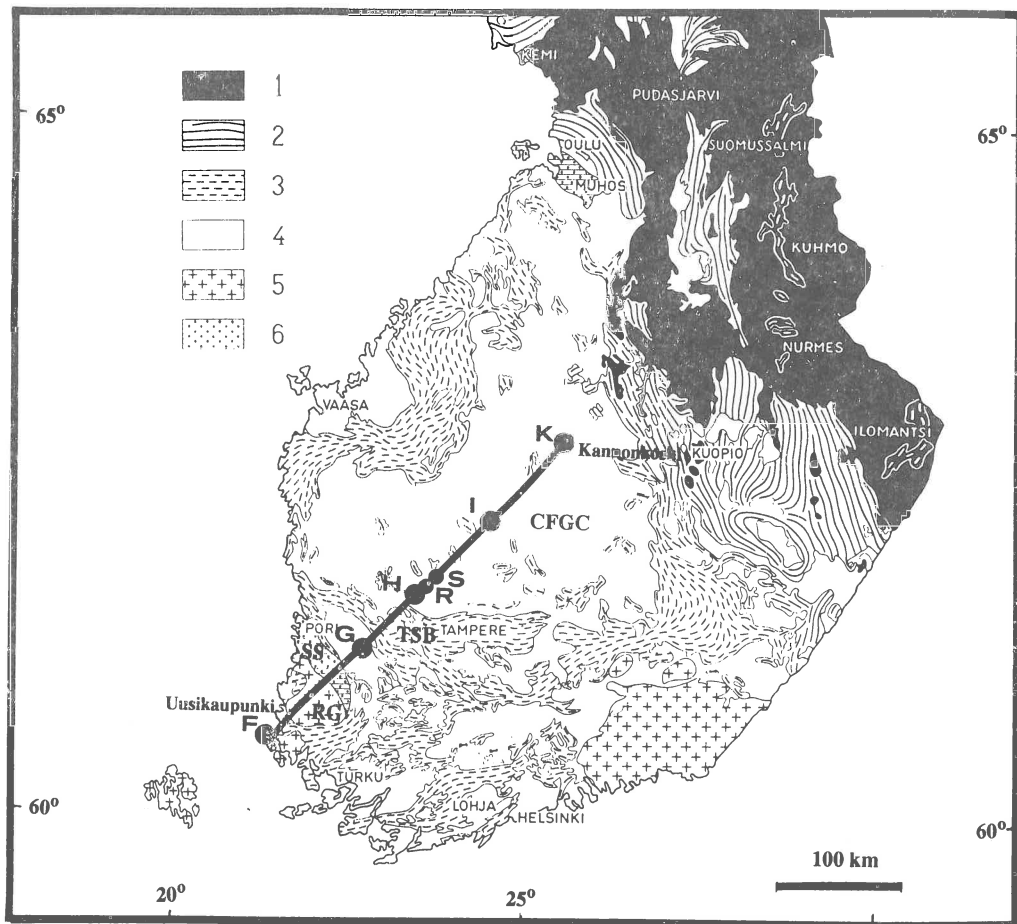 KEMI
1
65°
PUDASJÄRVI
65°
2
OULU
SUOMUSSALMI
3
MUHOS
4
KUHMO
5
6
NURMES
VAASA
ILOMANTSI
K
KUOPIO
I
CFGC
H
S
R
PORI
G
TSB
TAMPERE
SS
Uusikaupunki
RG
F
TURKU
60°
LOHJA
HELSINKI
60°
100 km
20°
25°